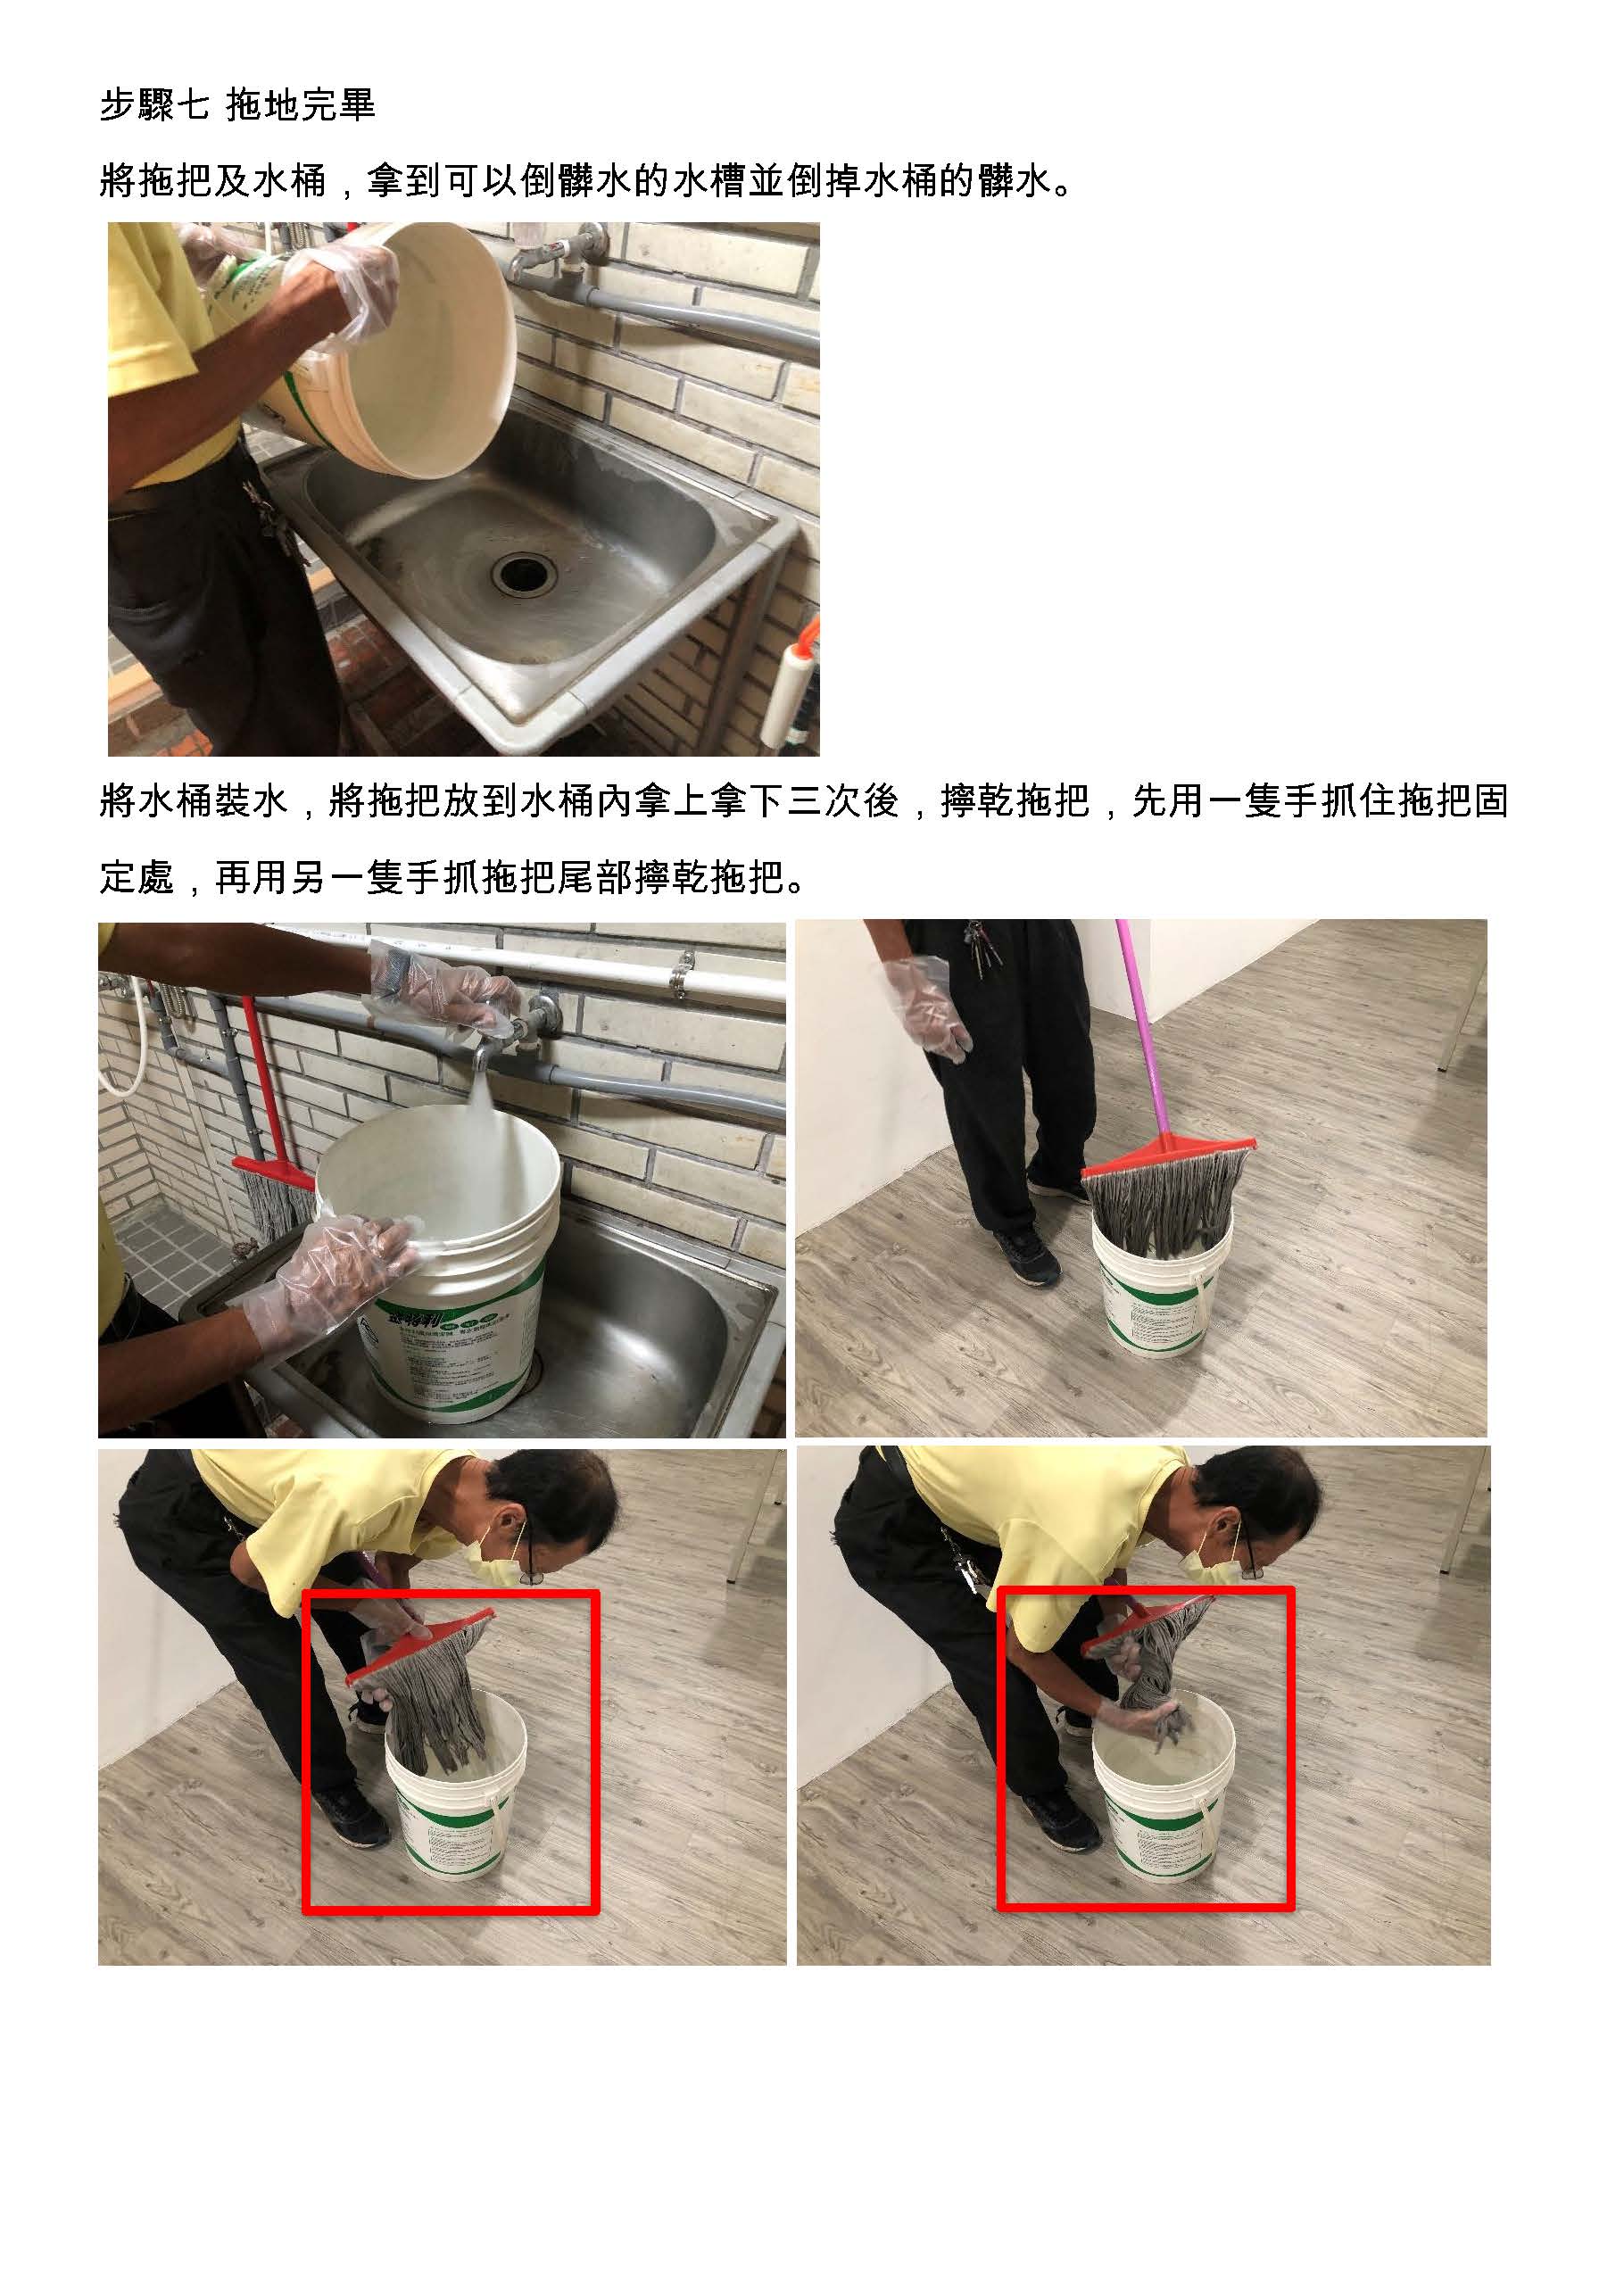 步驟七 拖地完畢
將拖把及水桶，拿到可以倒髒水的水槽並倒掉水桶的髒水。
將水桶裝水，將拖把放到水桶內拿上拿下三次後，擰乾拖把，先用一隻手抓住拖把固
定處，再用另一隻手抓拖把尾部擰乾拖把。